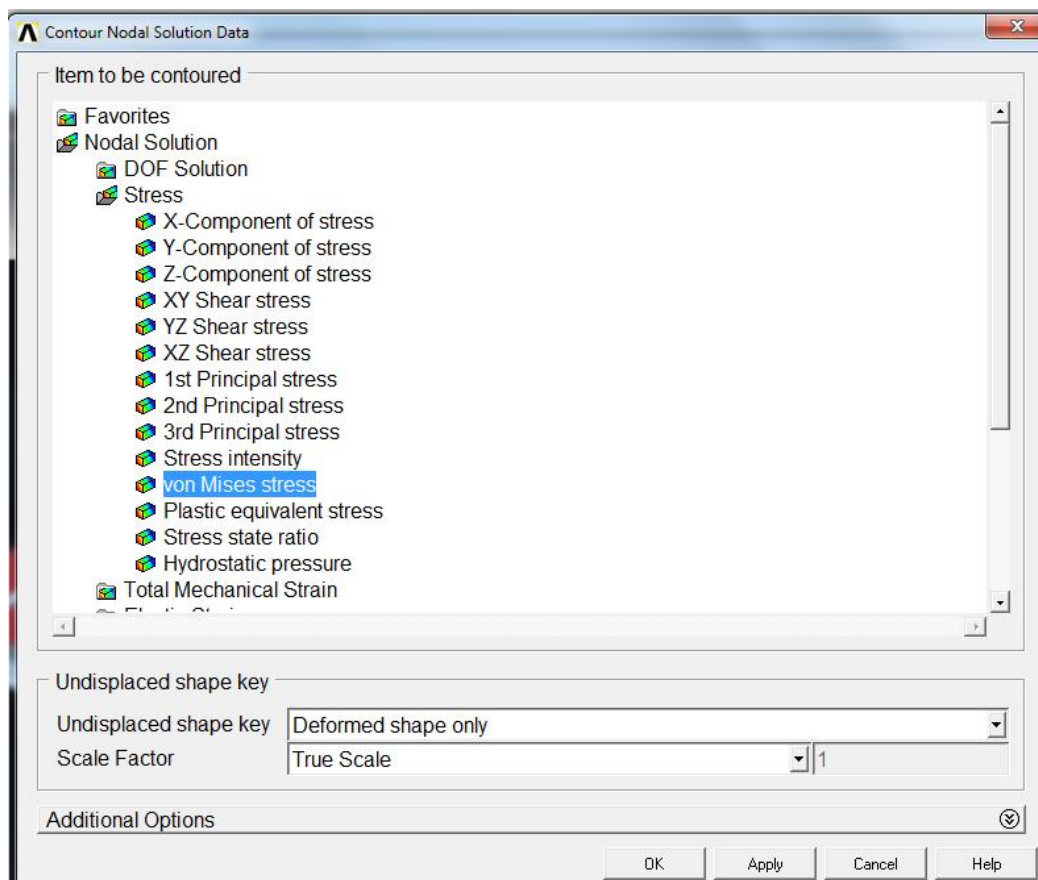 Contour Nodal Solution Data
Item to be contoured
Favorites
Nodal Solution
DOF Solution
Stress
X-Component of stress
Y-Component of stress
Z-Component of stress
XY Shear stress
YZ Shear stress
XZ Shear stress
1st Principal stress
2nd Principal stress
3rd Principal stress
Stress intensity
von Mises stress
Plastic equivalent stress
Stress state ratio
Hydrostatic pressure
Total Mechanical Strain
Undisplaced shape key
Undisplaced shape key Deformed shape only
Scale Factor True Scale 1
Additional Options
OK Apply Cancel Help